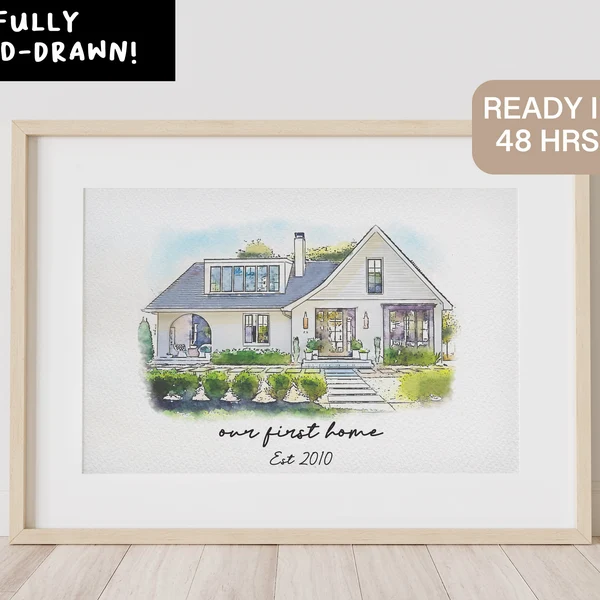 FULLY
D-DRAWN!
READY I
48 HRS
our first home
Est 2010